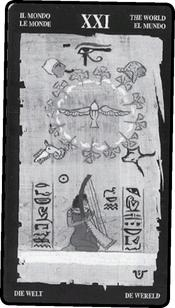 IL MONDO
LE MONDE
XXI
THE WORLD
EL MUNDO
DIE WELT
DE WERELD